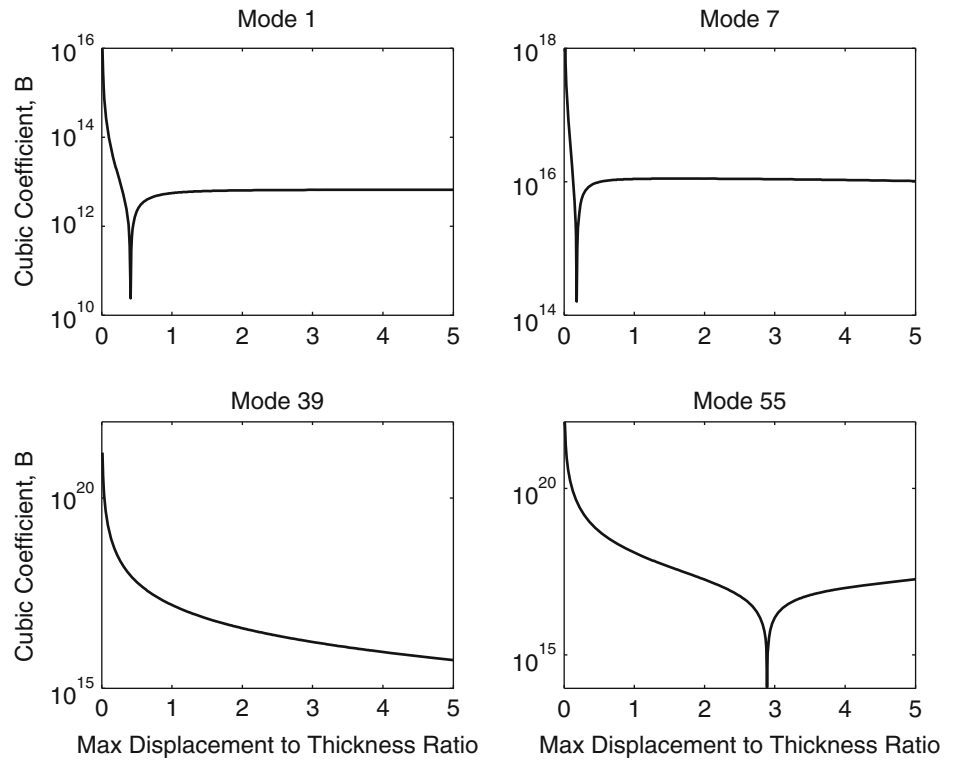 Mode 1
Cubic Coefficient, B
10^16
10^14
10^12
10^10
0 1 2 3 4 5
Mode 7
10^18
10^16
10^14
0 1 2 3 4 5
Mode 39
Cubic Coefficient, B
10^20
10^15
0 1 2 3 4 5
Max Displacement to Thickness Ratio
Mode 55
10^20
10^15
0 1 2 3 4 5
Max Displacement to Thickness Ratio